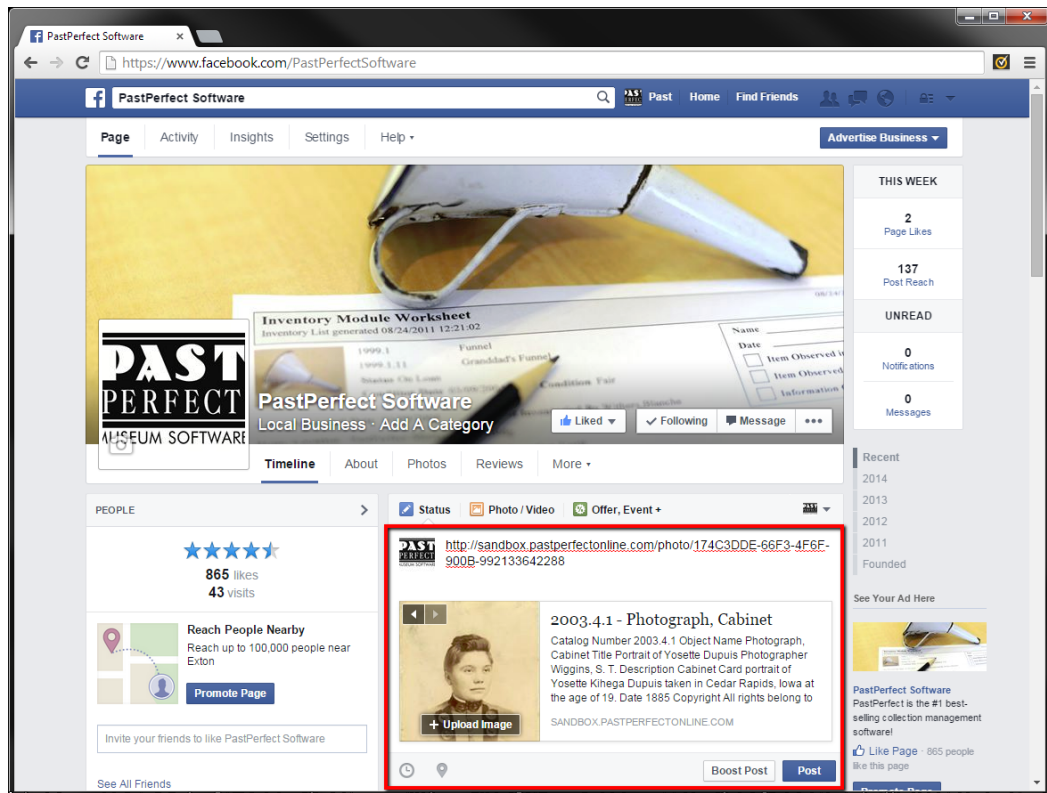 PastPerfect Software
https://www.facebook.com/PastPerfectSoftware
PastPerfect Software
Past Home Find Friends
Page Activity Insights Settings Help
Advertise Business
Inventory Module Worksheet
Inventory List generated 08/24/2011 12:21:02
1999.1 Funnel
1999.1.11 Granddad's Funnel
Condition Fair
Name
Date
Item Observed
Item Observed
Information
PAST
PERFECT
MUSEUM SOFTWARE
PastPerfect Software
Local Business · Add A Category
Liked Following Message
Timeline About Photos Reviews More
THIS WEEK
2
Page Likes
137
Post Reach
UNREAD
0
Notifications
0
Messages
Recent
2014
2013
2012
2011
Founded
See Your Ad Here
PastPerfect Software
PastPerfect is the #1 best-
selling collection management
software!
Like Page · 865 people
like this page
Promote Page
PEOPLE
865 likes
43 visits
Reach People Nearby
Reach up to 100,000 people near
Exton
Promote Page
Invite your friends to like PastPerfect Software
See All Friends
Status Photo / Video Offer, Event +
PAST
PERFECT
http://sandbox.pastperfectonline.com/photo/174C3DDE-66F3-4F6F-
900B-992133642288
2003.4.1 - Photograph, Cabinet
Catalog Number 2003.4.1 Object Name Photograph,
Cabinet Title Portrait of Yosette Dupuis Photographer
Wiggins, S. T. Description Cabinet Card portrait of
Yosette Kihega Dupuis taken in Cedar Rapids, Iowa at
the age of 19. Date 1885 Copyright All rights belong to
SANDBOX.PASTPERFECTONLINE.COM
+ Upload Image
Boost Post Post